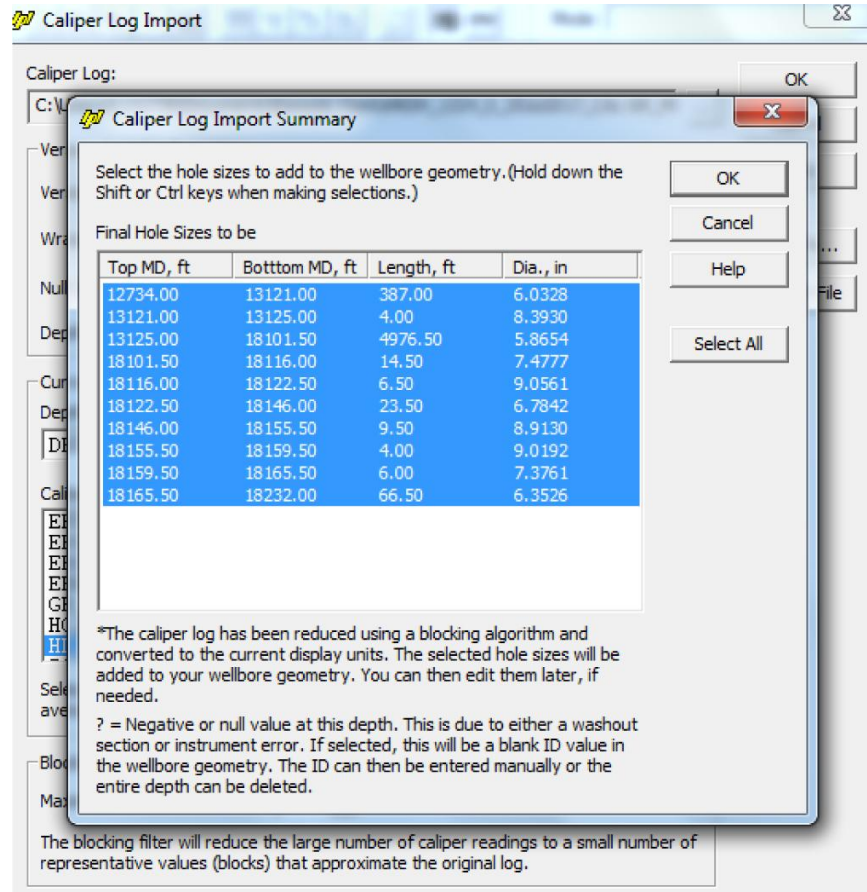 Caliper Log Import
Caliper Log:
OK
C:\U
Caliper Log Import Summary
Select the hole sizes to add to the wellbore geometry.(Hold down the
Shift or Ctrl keys when making selections.)
OK
Cancel
Help
Select All
Final Hole Sizes to be
Top MD, ft Botttom MD, ft Length, ft Dia., in
12734.00 13121.00 387.00 6.0328
13121.00 13125.00 4.00 8.3930
13125.00 18101.50 4976.50 5.8654
18101.50 18116.00 14.50 7.4777
18116.00 18122.50 6.50 9.0561
18122.50 18146.00 23.50 6.7842
18146.00 18155.50 9.50 8.9130
18155.50 18159.50 4.00 9.0192
18159.50 18165.50 6.00 7.3761
18165.50 18232.00 66.50 6.3526
*The caliper log has been reduced using a blocking algorithm and
converted to the current display units. The selected hole sizes will be
added to your wellbore geometry. You can then edit them later, if
needed.
? = Negative or null value at this depth. This is due to either a washout
section or instrument error. If selected, this will be a blank ID value in
the wellbore geometry. The ID can then be entered manually or the
entire depth can be deleted.
Ver
Ver
Wra
Null
Dep
...
File
Cur
Dep
Cali
Sele
ave
Bloc
The blocking filter will reduce the large number of caliper readings to a small number of
representative values (blocks) that approximate the original log.